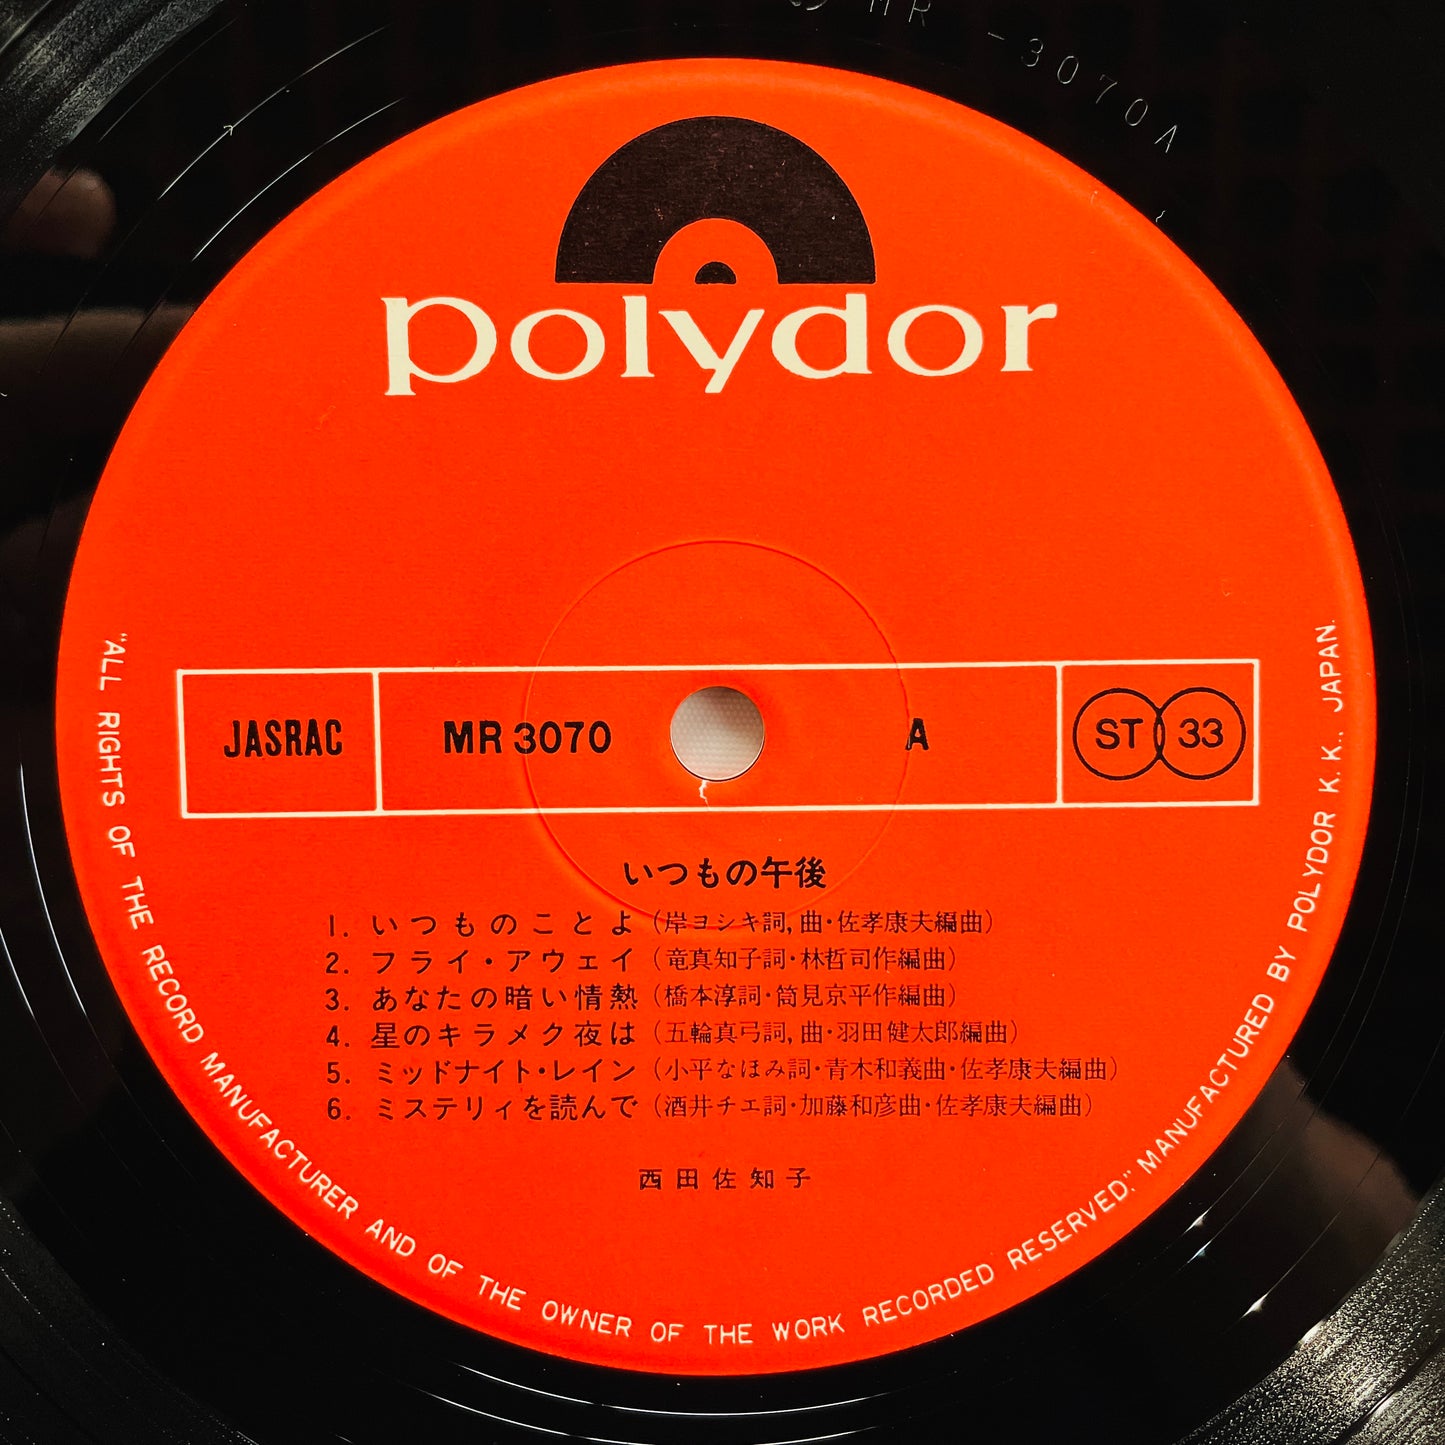 MR -3070A
polydor
JASRAC
MR 3070
A
ST 33
いつもの午後
1. いつものことよ (岸ヨシキ詞, 曲・佐孝康夫編曲)
2. フライ・アウェイ (竜真知子詞・林哲司作編曲)
3. あなたの暗い情熱 (橋本淳詞・筒見京平作編曲)
4. 星のキラメク夜は (五輪真弓詞, 曲・羽田健太郎編曲)
5. ミッドナイト・レイン (小平なほみ詞・青木和義曲・佐孝康夫編曲)
6. ミステリィを読んで (酒井チエ詞・加藤和彦曲・佐孝康夫編曲)
西田佐知子
"ALL RIGHTS OF THE RECORD MANUFACTURER AND OF THE OWNER OF THE WORK RECORDED RESERVED." MANUFACTURED BY POLYDOR K. K., JAPAN.